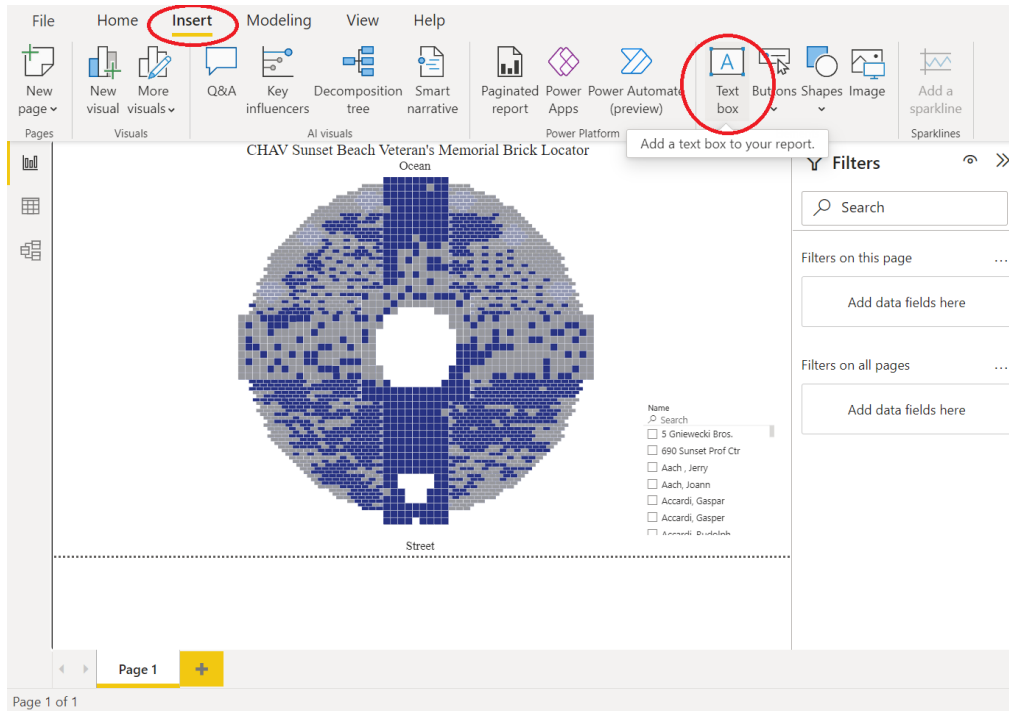 File Home Insert Modeling View Help
New page
New visual
More visuals
Q&A
Key influencers
Decomposition tree
Smart narrative
Paginated report
Power Apps
Power Automate (preview)
A
Text box
Buttons
Shapes
Image
Add a sparkline
Pages Visuals AI visuals Power Platform Sparklines
Add a text box to your report.
CHAV Sunset Beach Veteran's Memorial Brick Locator
Ocean
Street
Name
Search
5 Gniewecki Bros.
690 Sunset Prof Ctr
Aach , Jerry
Aach, Joann
Accardi, Gaspar
Accardi, Gasper
Accardi, Rudolph
Filters
Search
Filters on this page ...
Add data fields here
Filters on all pages ...
Add data fields here
Page 1 +
Page 1 of 1